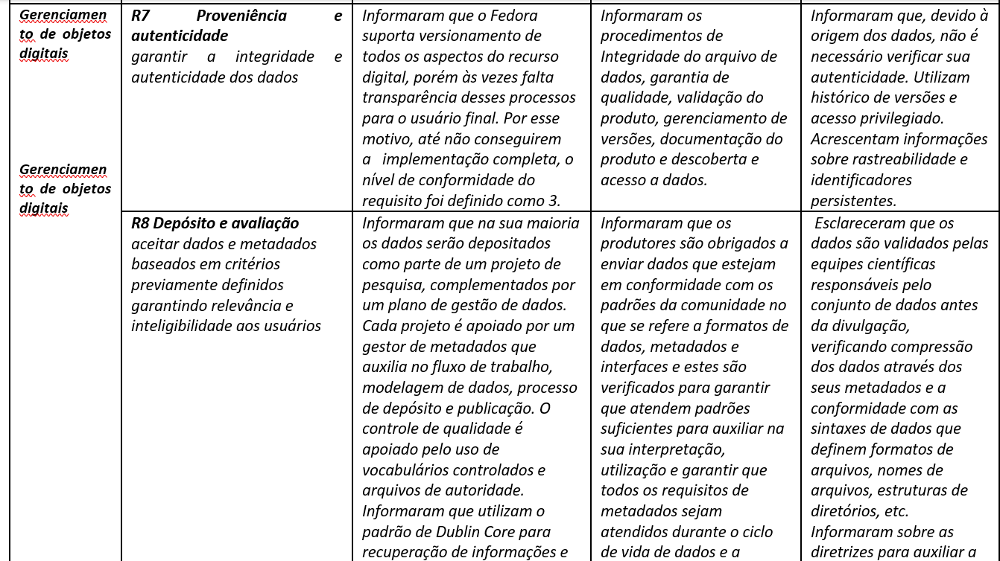 Gerenciamen
to de objetos
digitais
Gerenciamen
to de objetos
digitais
R7 Proveniência e
autenticidade
garantir a integridade e
autenticidade dos dados
Informaram que o Fedora
suporta versionamento de
todos os aspectos do recurso
digital, porém às vezes falta
transparência desses processos
para o usuário final. Por esse
motivo, até não conseguirem
a implementação completa, o
nível de conformidade do
requisito foi definido como 3.
Informaram os
procedimentos de
Integridade do arquivo de
dados, garantia de
qualidade, validação do
produto, gerenciamento de
versões, documentação do
produto e descoberta e
acesso a dados.
Informaram que, devido à
origem dos dados, não é
necessário verificar sua
autenticidade. Utilizam
histórico de versões e
acesso privilegiado.
Acrescentam informações
sobre rastreabilidade e
identificadores
persistentes.
R8 Depósito e avaliação
aceitar dados e metadados
baseados em critérios
previamente definidos
garantindo relevância e
inteligibilidade aos usuários
Informaram que na sua maioria
os dados serão depositados
como parte de um projeto de
pesquisa, complementados por
um plano de gestão de dados.
Cada projeto é apoiado por um
gestor de metadados que
auxilia no fluxo de trabalho,
modelagem de dados, processo
de depósito e publicação. O
controle de qualidade é
apoiado pelo uso de
vocabulários controlados e
arquivos de autoridade.
Informaram que utilizam o
padrão de Dublin Core para
recuperação de informações e
Informaram que os
produtores são obrigados a
enviar dados que estejam
em conformidade com os
padrões da comunidade no
que se refere a formatos de
dados, metadados e
interfaces e estes são
verificados para garantir
que atendem padrões
suficientes para auxiliar na
sua interpretação,
utilização e garantir que
todos os requisitos de
metadados sejam
atendidos durante o ciclo
de vida de dados e a
Esclareceram que os
dados são validados pelas
equipes científicas
responsáveis pelo
conjunto de dados antes
da divulgação,
verificando compressão
dos dados através dos
seus metadados e a
conformidade com as
sintaxes de dados que
definem formatos de
arquivos, nomes de
arquivos, estruturas de
diretórios, etc.
Informaram sobre as
diretrizes para auxiliar a